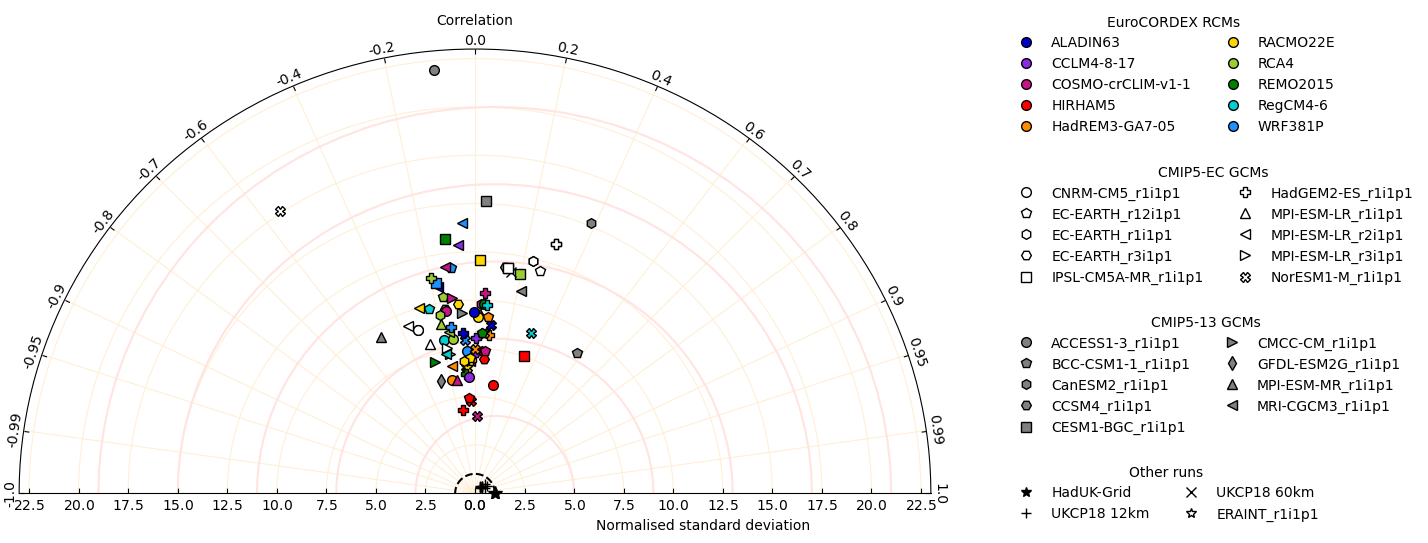 Correlation
-1.0
-0.99
-0.95
-0.9
-0.8
-0.7
-0.6
-0.4
-0.2
0.0
0.2
0.4
0.6
0.7
0.8
0.9
0.95
0.99
1.0
22.5 20.0 17.5 15.0 12.5 10.0 7.5 5.0 2.5 0.0 0.0 2.5 5.0 7.5 10.0 12.5 15.0 17.5 20.0 22.5
Normalised standard deviation
EuroCORDEX RCMs
ALADIN63 RACMO22E
CCLM4-8-17 RCA4
COSMO-crCLIM-v1-1 REMO2015
HIRHAM5 RegCM4-6
HadREM3-GA7-05 WRF381P
CMIP5-EC GCMs
CNRM-CM5_r1i1p1 HadGEM2-ES_r1i1p1
EC-EARTH_r12i1p1 MPI-ESM-LR_r1i1p1
EC-EARTH_r1i1p1 MPI-ESM-LR_r2i1p1
EC-EARTH_r3i1p1 MPI-ESM-LR_r3i1p1
IPSL-CM5A-MR_r1i1p1 NorESM1-M_r1i1p1
CMIP5-13 GCMs
ACCESS1-3_r1i1p1 CMCC-CM_r1i1p1
BCC-CSM1-1_r1i1p1 GFDL-ESM2G_r1i1p1
CanESM2_r1i1p1 MPI-ESM-MR_r1i1p1
CCSM4_r1i1p1 MRI-CGCM3_r1i1p1
CESM1-BGC_r1i1p1
Other runs
HadUK-Grid UKCP18 60km
UKCP18 12km ERAINT_r1i1p1